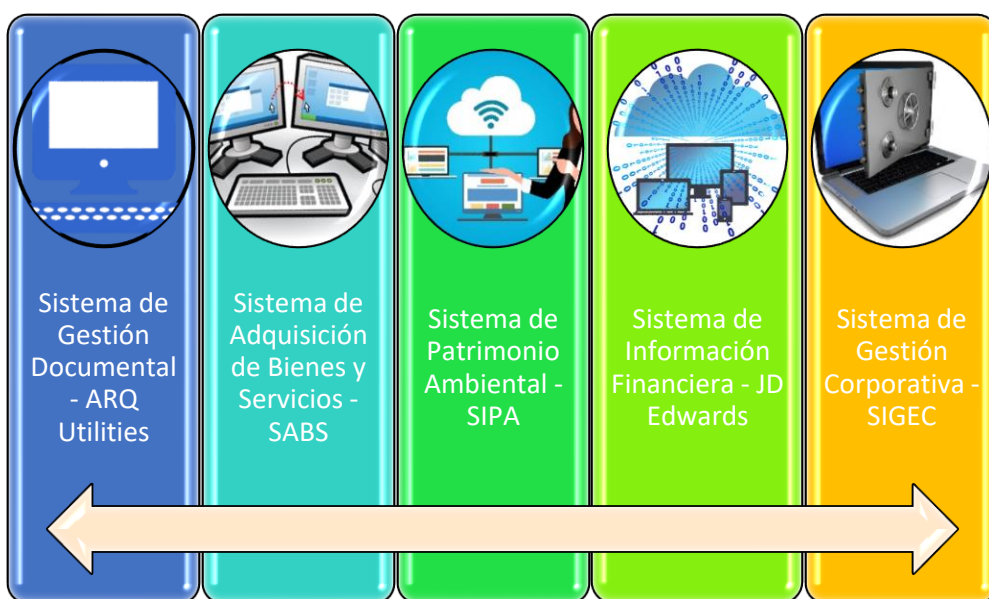 Sistema de
Gestión
Documental
- ARQ
Utilities
Sistema de
Adquisición
de Bienes y
Servicios -
SABS
Sistema de
Patrimonio
Ambiental -
SIPA
Sistema de
Información
Financiera - JD
Edwards
Sistema de
Gestión
Corporativa -
SIGEC